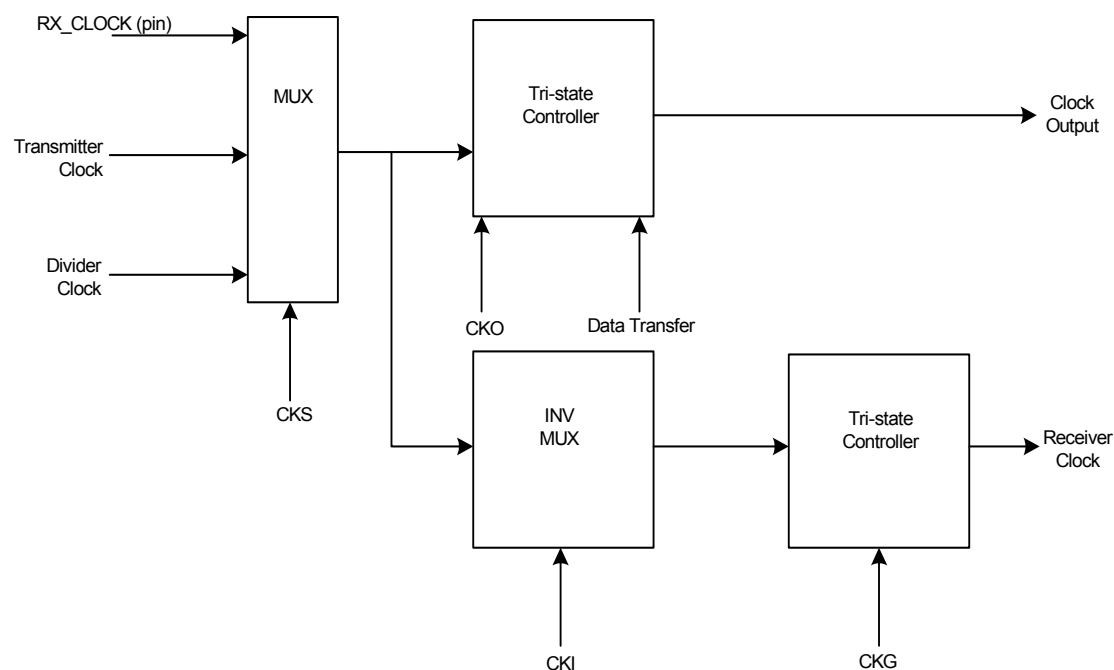 RX_CLOCK (pin)
MUX
Tri-state
Controller
Clock
Output
Transmitter
Clock
Divider
Clock
CKO
Data Transfer
CKS
INV
MUX
Tri-state
Controller
Receiver
Clock
CKI
CKG